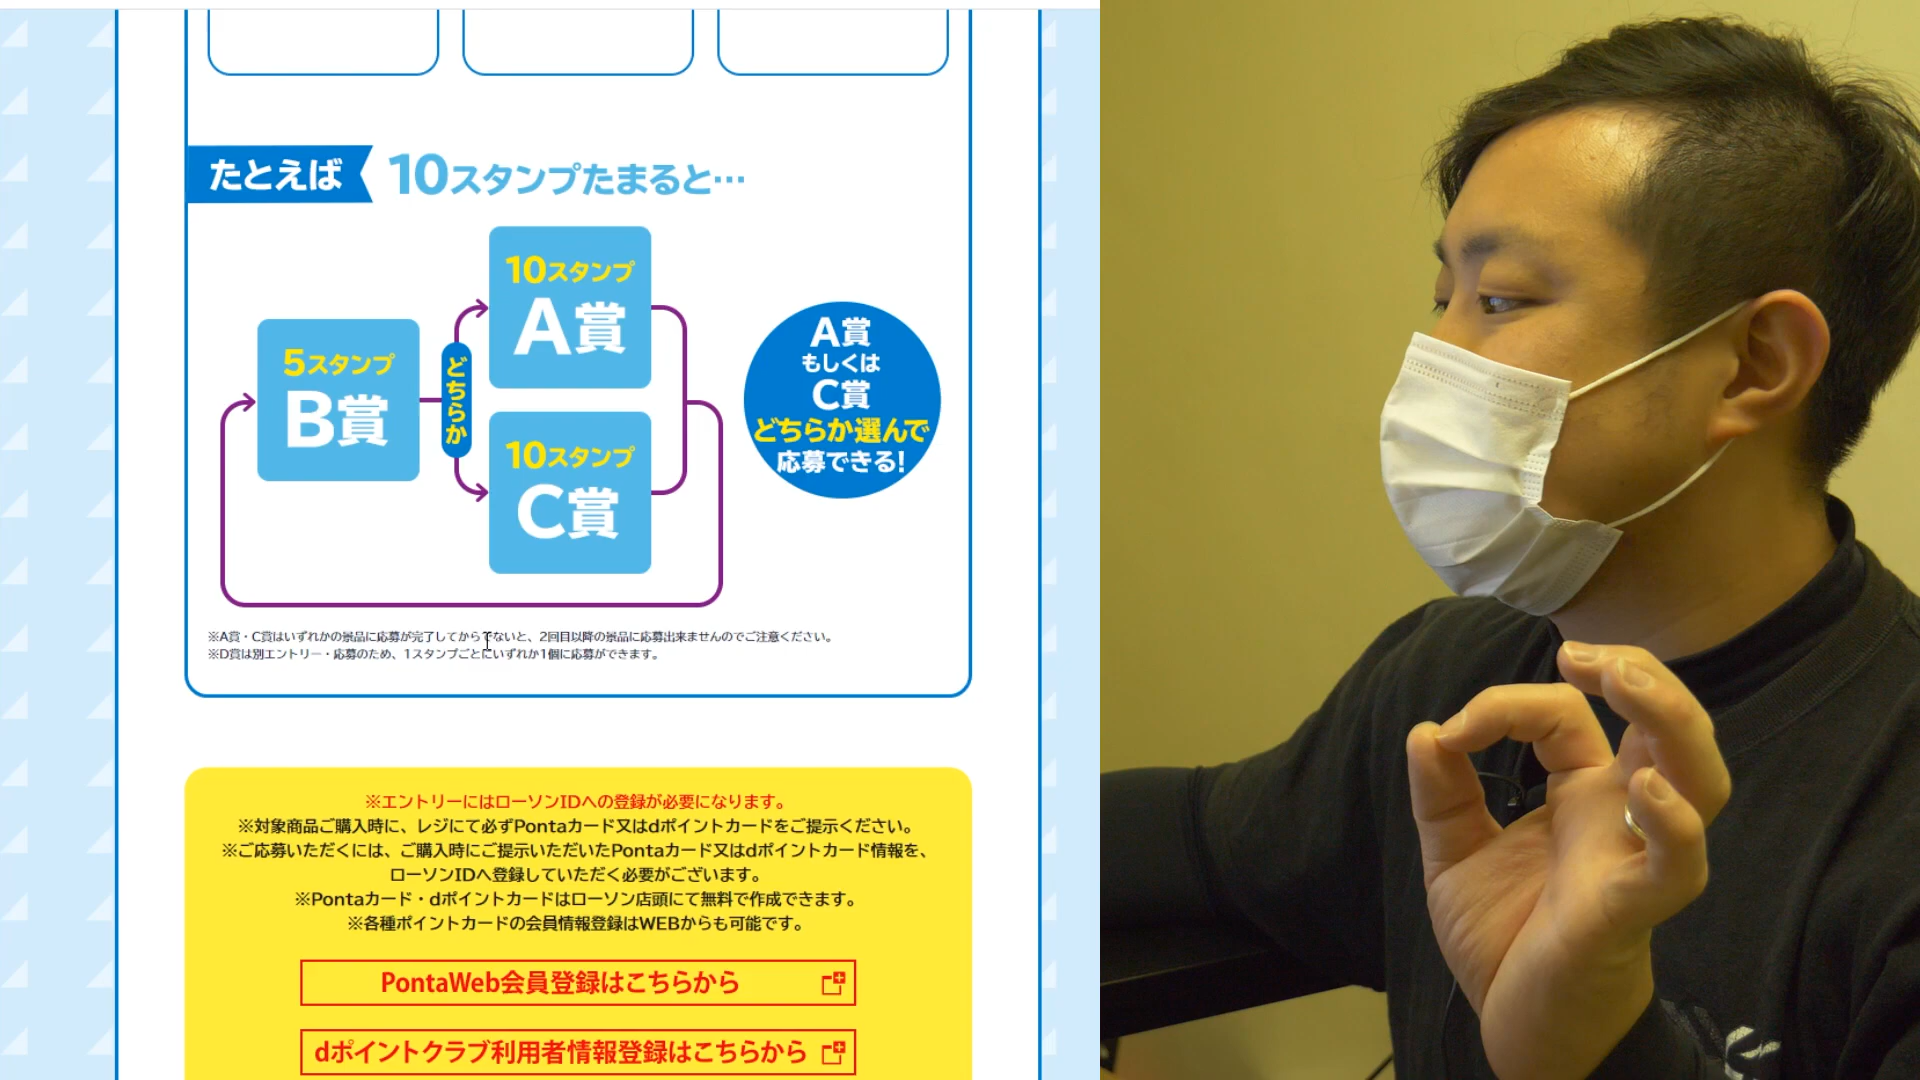 たとえば 10スタンプたまると…
5スタンプ
B賞
どちらか
10スタンプ
A賞
10スタンプ
C賞
A賞
もしくは
C賞
どちらか選んで
応募できる!
※A賞・C賞はいずれかの景品に応募が完了してからでないと、2回目以降の景品に応募出来ませんのでご注意ください。
※D賞は別エントリー・応募のため、1スタンプごとにいずれか1個に応募ができます。
※エントリーにはローソンIDへの登録が必要になります。
※対象商品ご購入時に、レジにて必ずPontaカード又はdポイントカードをご提示ください。
※ご応募いただくには、ご購入時にご提示いただいたPontaカード又はdポイントカード情報を、
ローソンIDへ登録していただく必要がございます。
※Pontaカード・dポイントカードはローソン店頭にて無料で作成できます。
※各種ポイントカードの会員情報登録はWEBからも可能です。
PontaWeb会員登録はこちらから
dポイントクラブ利用者情報登録はこちらから